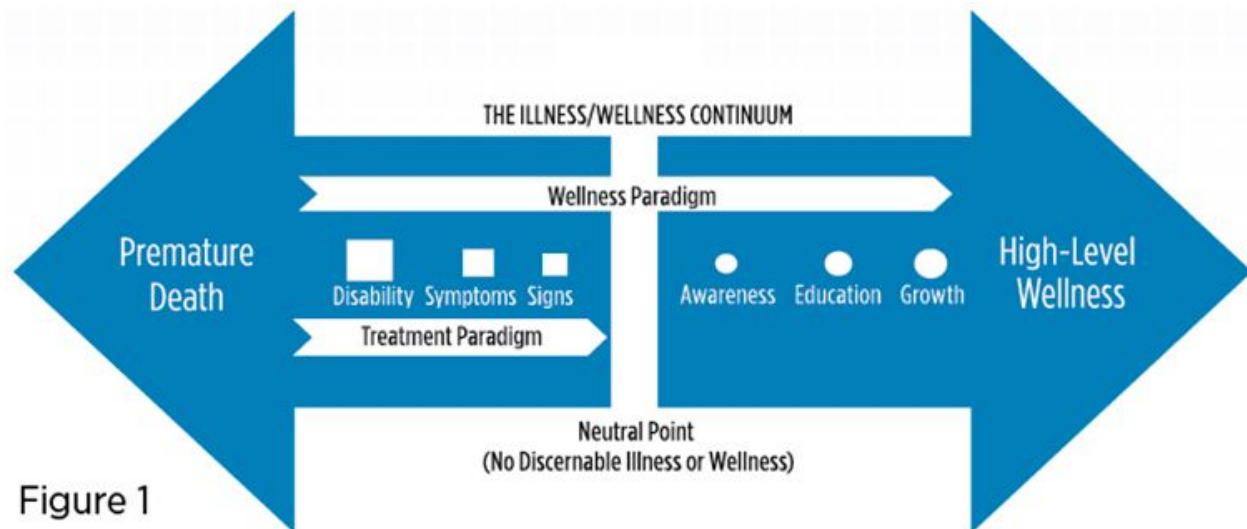 THE ILLNESS/WELLNESS CONTINUUM
Wellness Paradigm
Premature
Death
Disability
Symptoms
Signs
Awareness
Education
Growth
High-Level
Wellness
Treatment Paradigm
Neutral Point
(No Discernable Illness or Wellness)
Figure 1